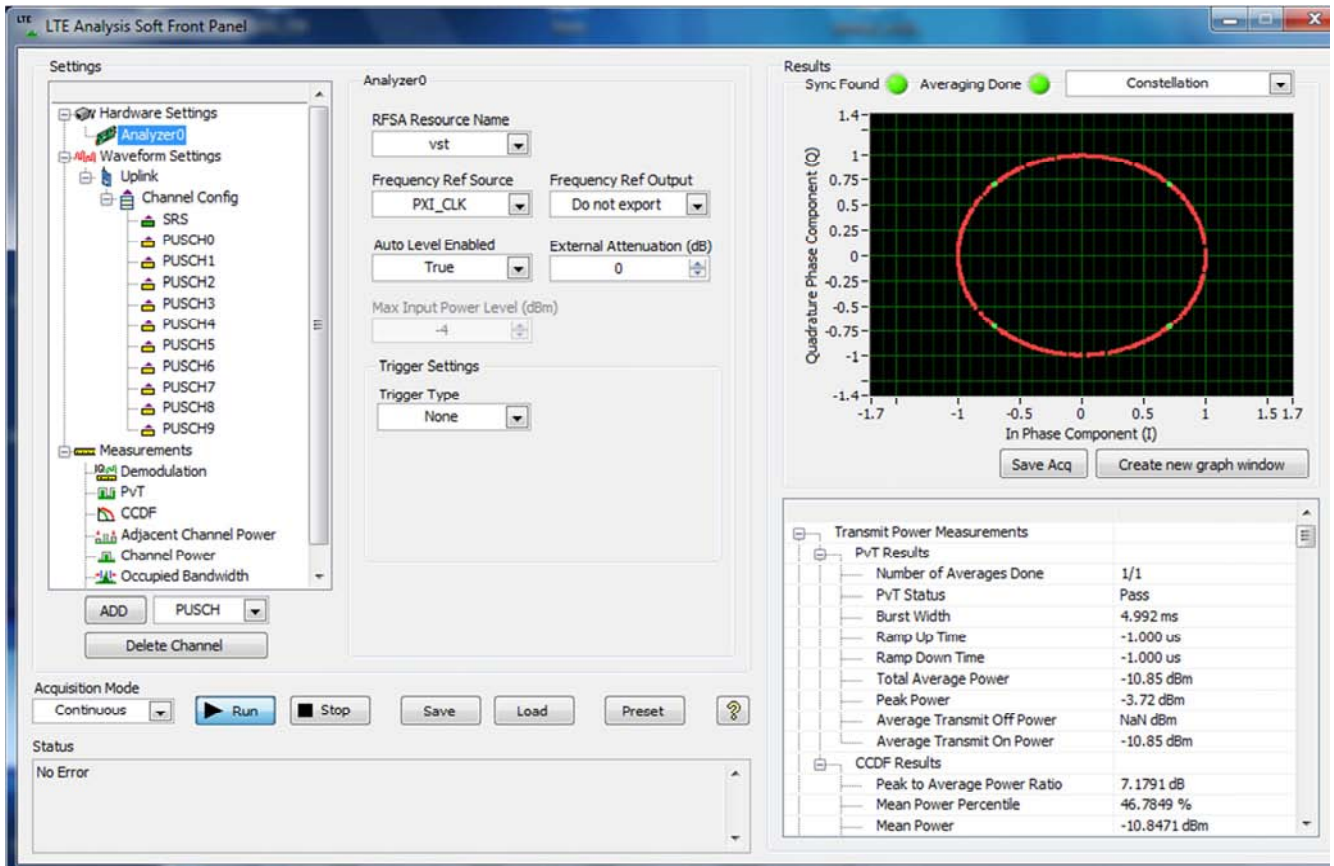 LTE
LTE Analysis Soft Front Panel
Settings
Hardware Settings
Analyzer0
Waveform Settings
Uplink
Channel Config
SRS
PUSCH0
PUSCH1
PUSCH2
PUSCH3
PUSCH4
PUSCH5
PUSCH6
PUSCH7
PUSCH8
PUSCH9
Measurements
Demodulation
PvT
CCDF
Adjacent Channel Power
Channel Power
Occupied Bandwidth
ADD PUSCH
Delete Channel
Analyzer0
RFSA Resource Name
vst
Frequency Ref Source Frequency Ref Output
PXI_CLK Do not export
Auto Level Enabled External Attenuation (dB)
True 0
Max Input Power Level (dBm)
-4
Trigger Settings
Trigger Type
None
Acquisition Mode
Continuous Run Stop Save Load Preset ?
Status
No Error
Results
Sync Found Averaging Done Constellation
Quadrature Phase Component (Q)
1.4
1
0.75
0.5
0.25
0
-0.25
-0.5
-0.75
-1
-1.4
-1.7 -1 -0.5 0 0.5 1 1.5 1.7
In Phase Component (I)
Save Acq Create new graph window
Transmit Power Measurements
PvT Results
Number of Averages Done 1/1
PvT Status Pass
Burst Width 4.992 ms
Ramp Up Time -1.000 us
Ramp Down Time -1.000 us
Total Average Power -10.85 dBm
Peak Power -3.72 dBm
Average Transmit Off Power NaN dBm
Average Transmit On Power -10.85 dBm
CCDF Results
Peak to Average Power Ratio 7.1791 dB
Mean Power Percentile 46.7849 %
Mean Power -10.8471 dBm